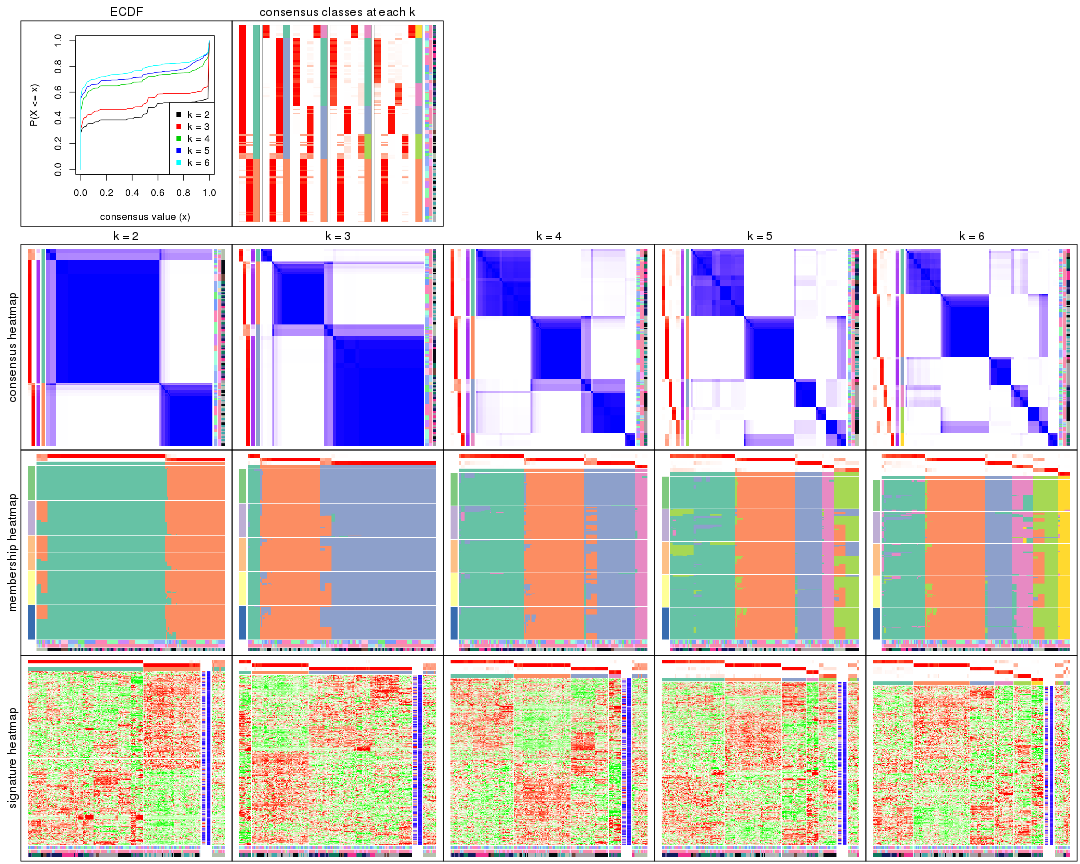 ECDF
consensus classes at each k
P(X <= x)
0.0 0.2 0.4 0.6 0.8 1.0
k = 2
k = 3
k = 4
k = 5
k = 6
0.0 0.2 0.4 0.6 0.8 1.0
consensus value (x)
k = 2
k = 3
k = 4
k = 5
k = 6
consensus heatmap
membership heatmap
signature heatmap